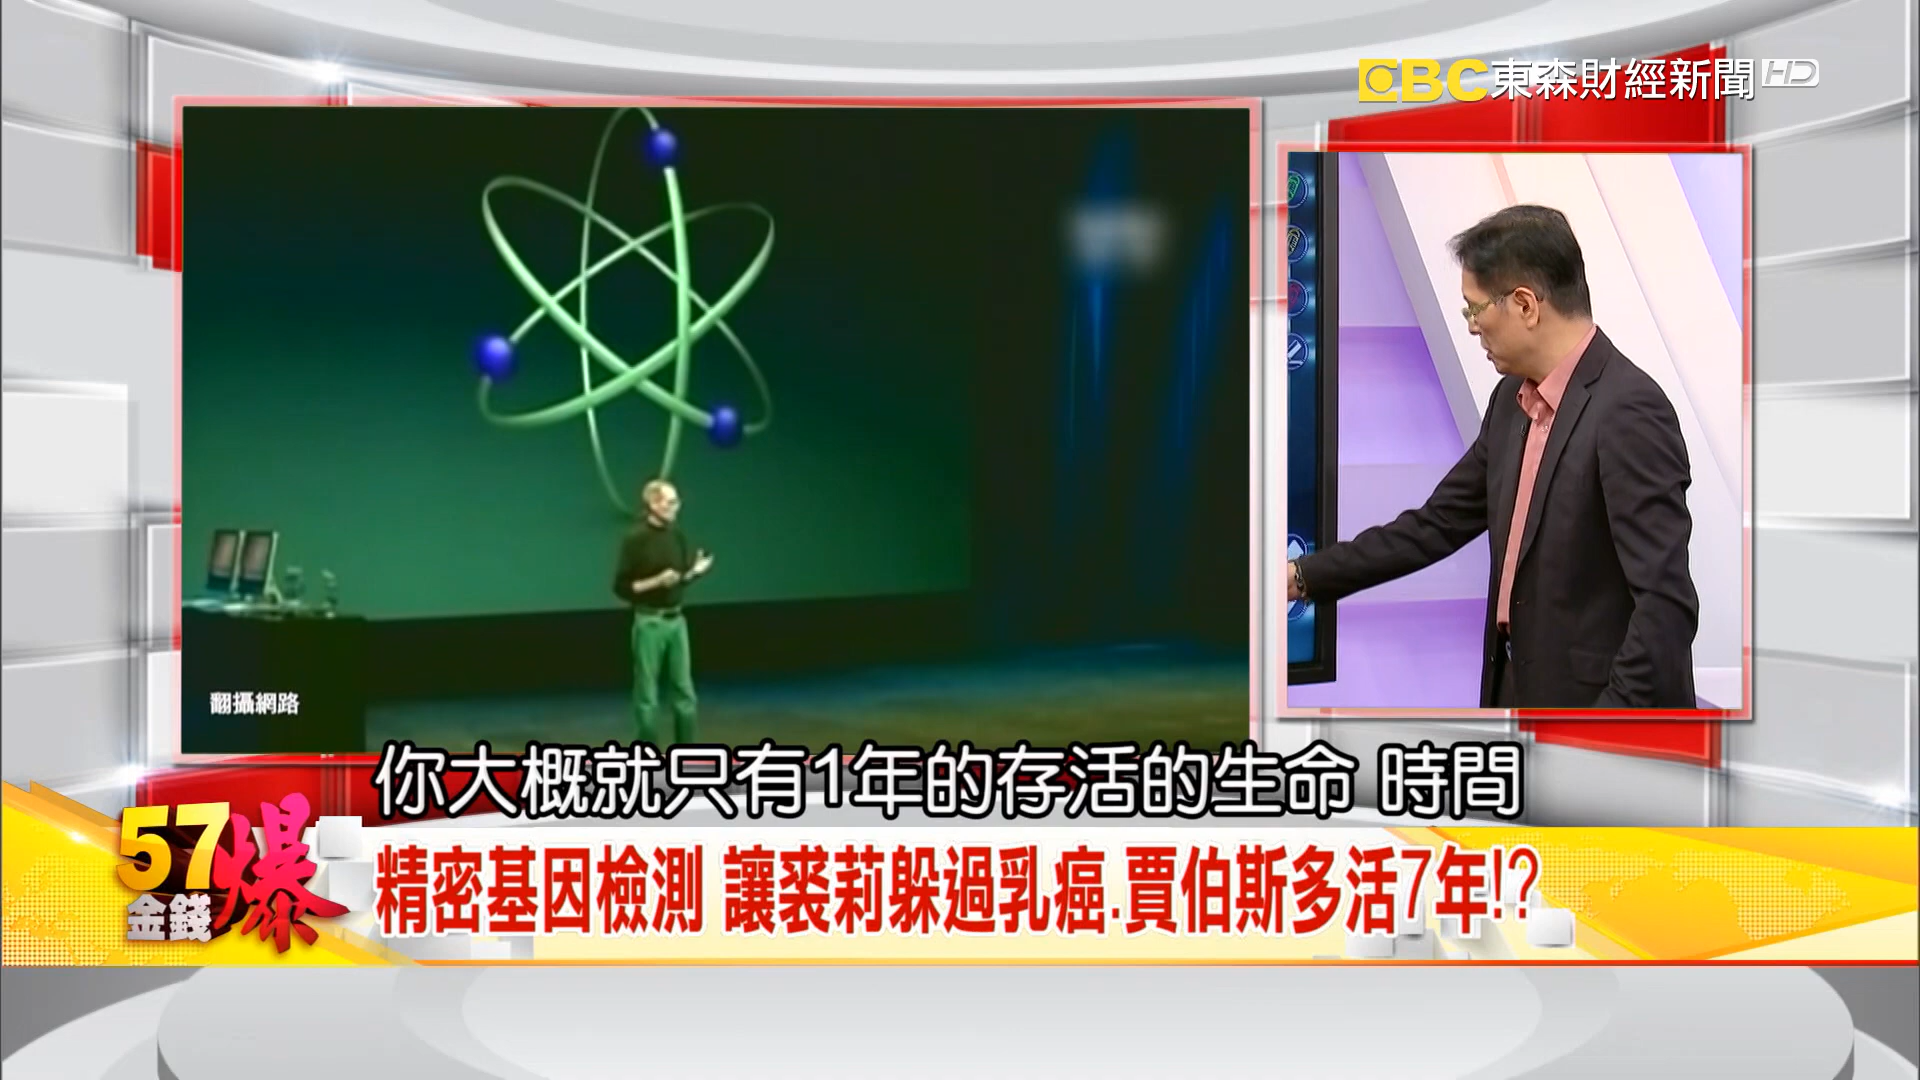 EBC東森財經新聞HD
翻攝網路
你大概就只有1年的存活的生命 時間
57金錢爆
精密基因檢測 讓裘莉躲過乳癌.賈伯斯多活7年!?